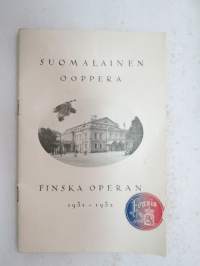 SUOMALAINEN
OOPPERA
FINSKA OPERAN
1931-1932